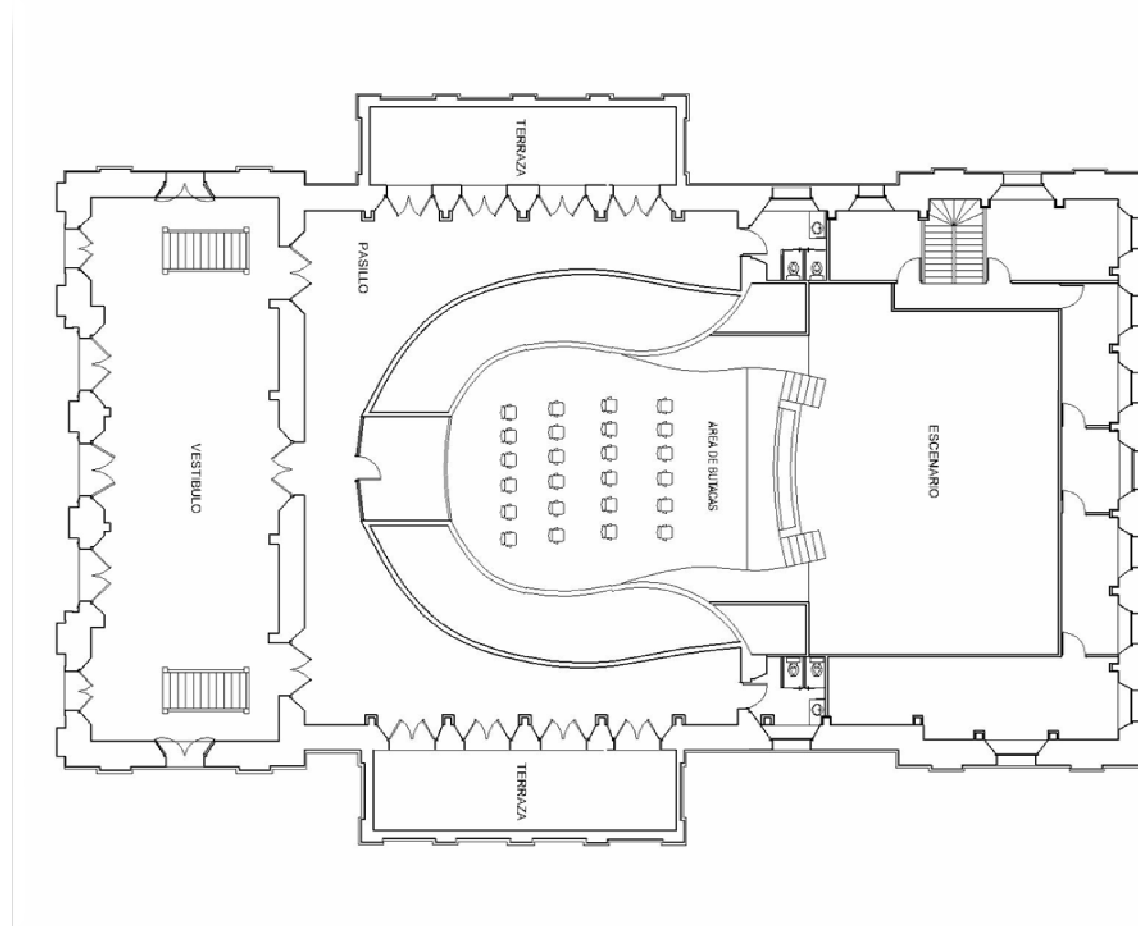 TERRAZA
PASILLO
VESTIBULO
AREA DE BUTACAS
ESCENARIO
TERRAZA